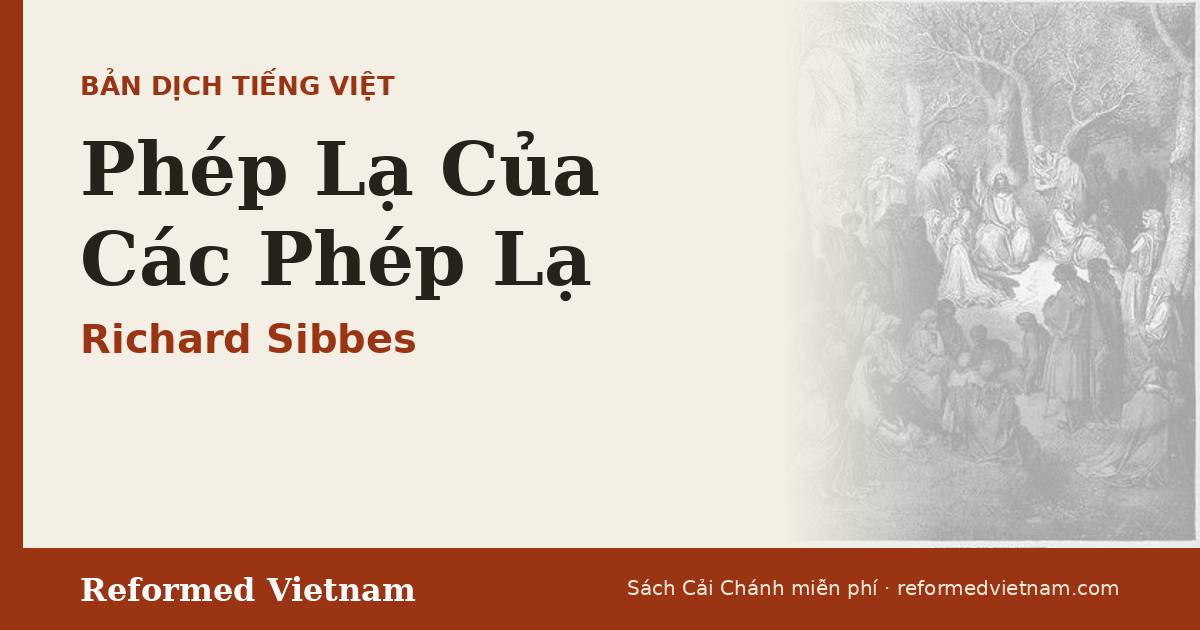 BẢN DỊCH TIẾNG VIỆT
Phép Lạ Của
Các Phép Lạ
Richard Sibbes
Reformed Vietnam
Sách Cải Chánh miễn phí · reformedvietnam.com